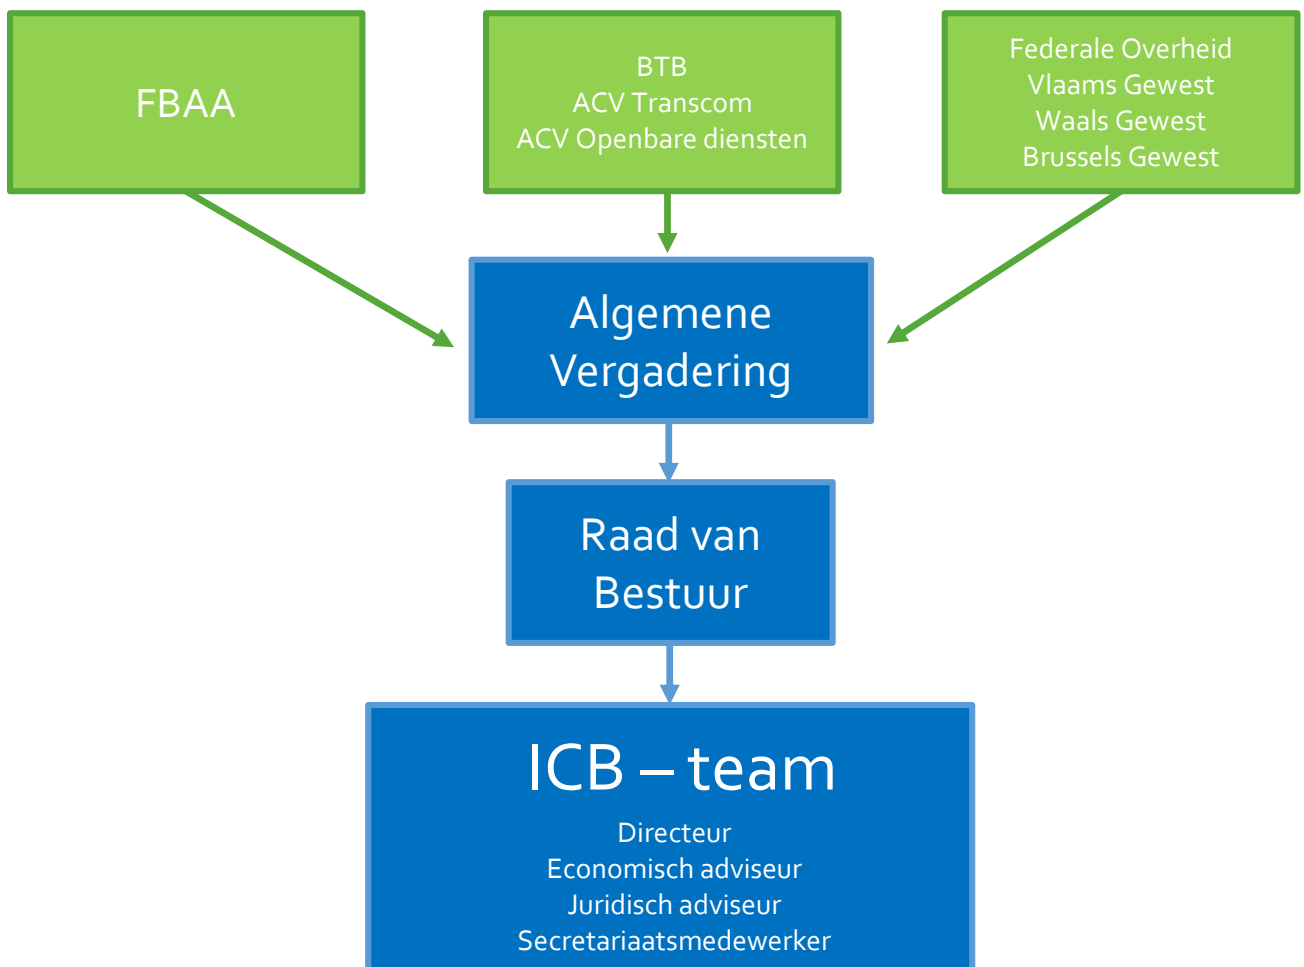 FBAA
BTB
ACV Transcom
ACV Openbare diensten
Federale Overheid
Vlaams Gewest
Waals Gewest
Brussels Gewest
Algemene
Vergadering
Raad van
Bestuur
ICB – team
Directeur
Economisch adviseur
Juridisch adviseur
Secretariaatsmedewerker